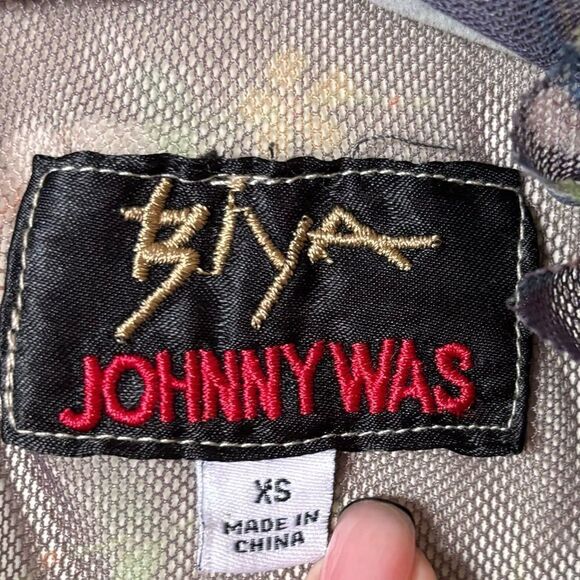 Biya
JOHNNY WAS
XS
MADE IN
CHINA